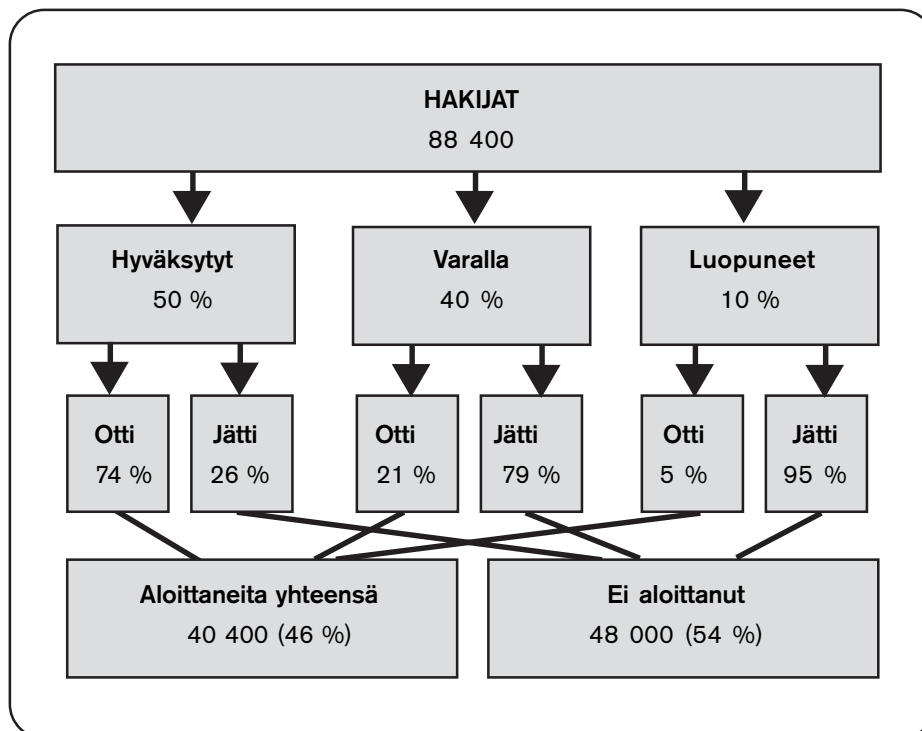 HAKIJAT
88 400
Hyväksytyt
50 %
Varalla
40 %
Luopuneet
10 %
Otti
74 %
Jätti
26 %
Otti
21 %
Jätti
79 %
Otti
5 %
Jätti
95 %
Aloittaneita yhteensä
40 400 (46 %)
Ei aloittanut
48 000 (54 %)